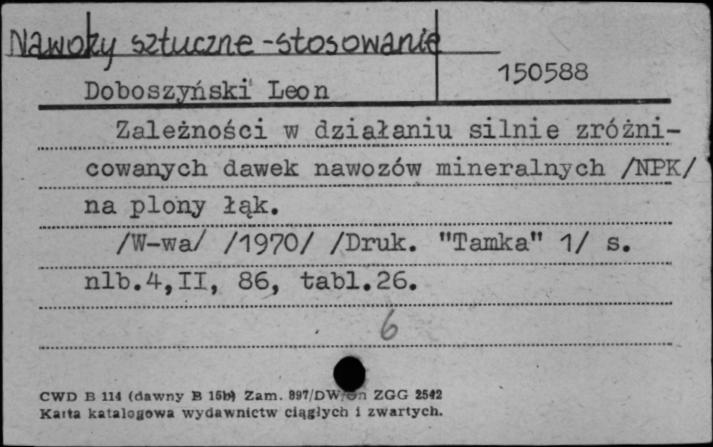 Nawozy sztuczne - stosowanie
150588
Doboszyński Leon
Zależności w działaniu silnie zróżni-
cowanych dawek nawozów mineralnych /NPK/
na plony łąk.
/W-wa/ /1970/ /Druk. "Tamka" 1/ s.
nlb.4,II, 86, tabl.26.
6
CWD B 114 (dawny B 15b) Zam. 897/DW/ ZGG 2542
Karta katalogowa wydawnictw ciągłych i zwartych.